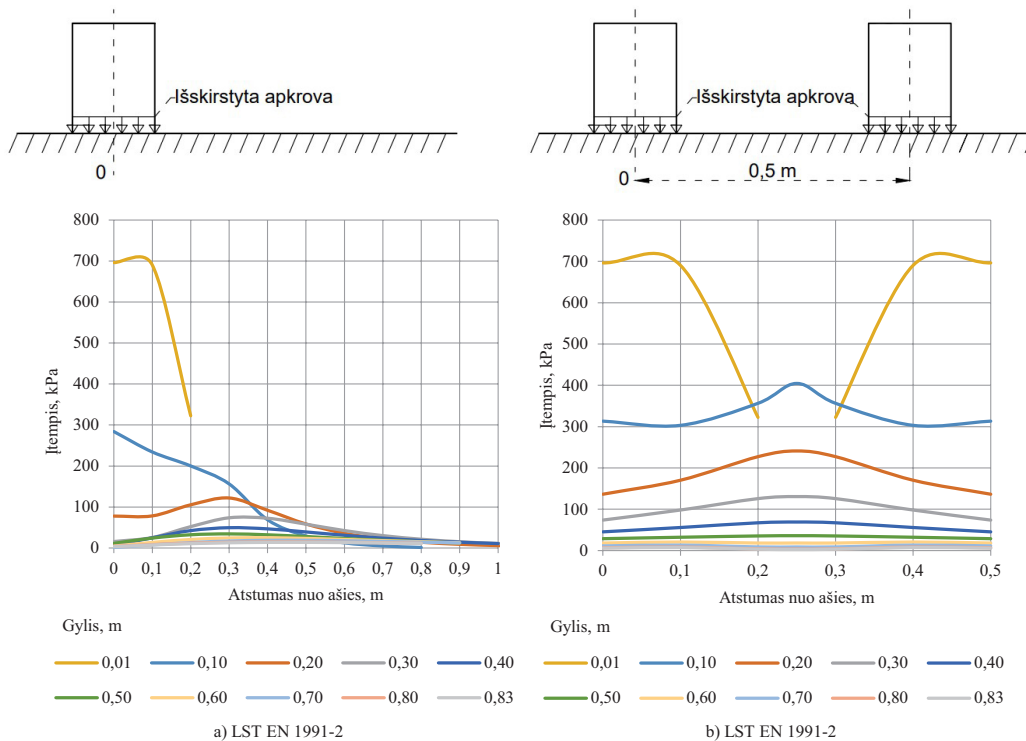 Išskirstyta apkrova
0
Išskirstyta apkrova
0
0,5 m
800
700
600
500
400
300
200
100
0
Įtempis, kPa
0 0,1 0,2 0,3 0,4 0,5 0,6 0,7 0,8 0,9 1
Atstumas nuo ašies, m
Gylis, m
0,01 0,10 0,20 0,30 0,40
0,50 0,60 0,70 0,80 0,83
a) LST EN 1991-2
800
700
600
500
400
300
200
100
0
Įtempis, kPa
0 0,1 0,2 0,3 0,4 0,5
Atstumas nuo ašies, m
Gylis, m
0,01 0,10 0,20 0,30 0,40
0,50 0,60 0,70 0,80 0,83
b) LST EN 1991-2